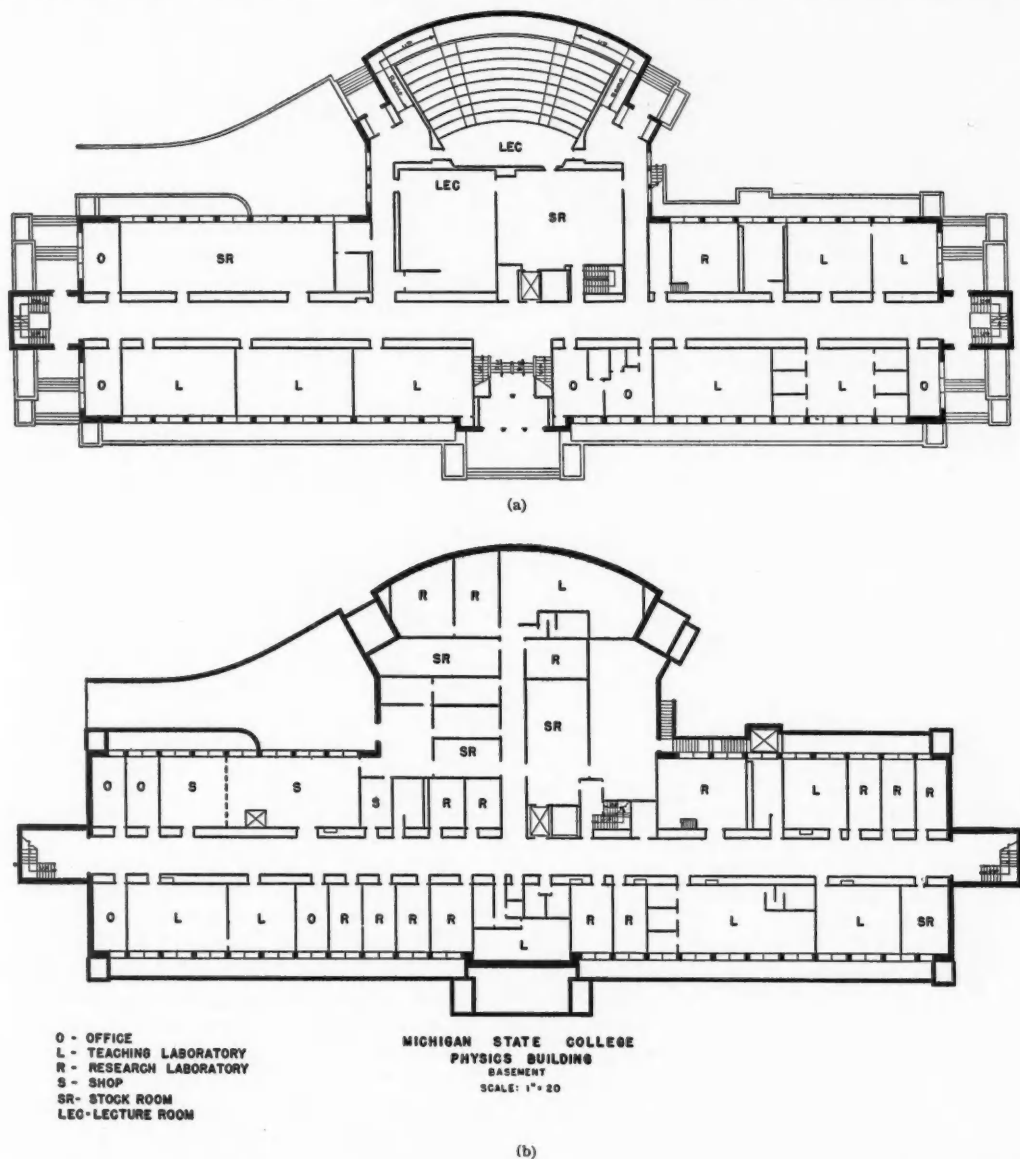 LEC
LEC
SR
O
SR
R
L
L
O
L
L
L
O
O
L
L
O
(a)
R
R
L
SR
R
SR
SR
O
O
S
S
S
R
R
R
L
R
R
R
O
L
L
O
R
R
R
R
L
R
R
L
L
SR
O - OFFICE
L - TEACHING LABORATORY
R - RESEARCH LABORATORY
S - SHOP
SR- STOCK ROOM
LEC-LECTURE ROOM
MICHIGAN STATE COLLEGE
PHYSICS BUILDING
BASEMENT
SCALE: 1"=20
(b)